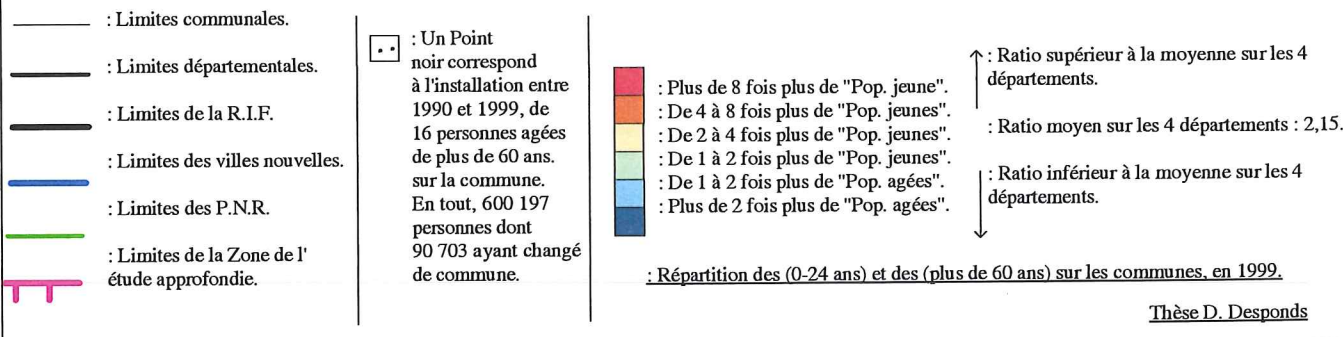 : Limites communales.
: Limites départementales.
: Limites de la R.I.F.
: Limites des villes nouvelles.
: Limites des P.N.R.
: Limites de la Zone de l'
étude approfondie.
: Un Point
noir correspond
à l'installation entre
1990 et 1999, de
16 personnes agées
de plus de 60 ans.
sur la commune.
En tout, 600 197
personnes dont
90 703 ayant changé
de commune.
: Plus de 8 fois plus de "Pop. jeune".
: De 4 à 8 fois plus de "Pop. jeunes".
: De 2 à 4 fois plus de "Pop. jeunes".
: De 1 à 2 fois plus de "Pop. jeunes".
: De 1 à 2 fois plus de "Pop. agées".
: Plus de 2 fois plus de "Pop. agées".
: Ratio supérieur à la moyenne sur les 4
départements.
: Ratio moyen sur les 4 départements : 2,15.
: Ratio inférieur à la moyenne sur les 4
départements.
: Répartition des (0-24 ans) et des (plus de 60 ans) sur les communes, en 1999.
Thèse D. Desponds